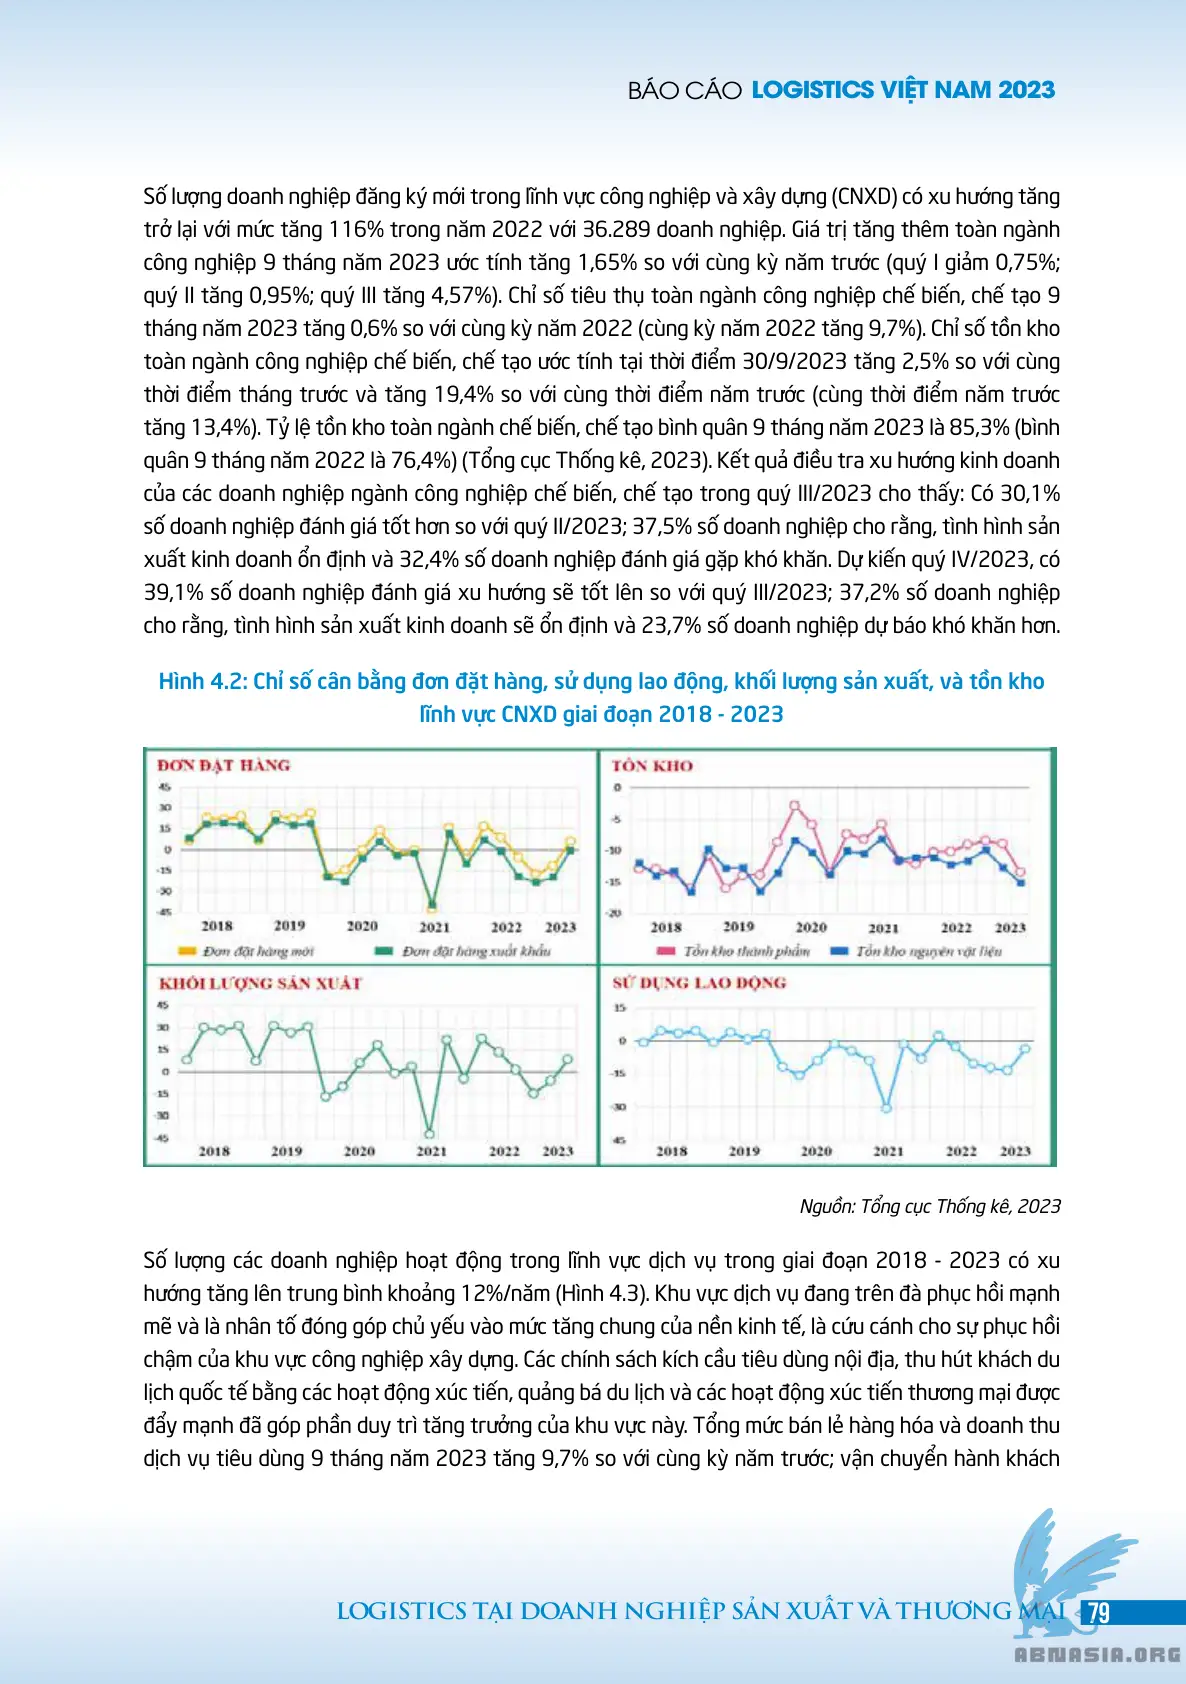 BÁO CÁO LOGISTICS VIỆT NAM 2023
Số lượng doanh nghiệp đăng ký mới trong lĩnh vực công nghiệp và xây dựng (CNXD) có xu hướng tăng
trở lại với mức tăng 116% trong năm 2022 với 36.289 doanh nghiệp. Giá trị tăng thêm toàn ngành
công nghiệp 9 tháng năm 2023 ước tính tăng 1,65% so với cùng kỳ năm trước (quý I giảm 0,75%;
quý II tăng 0,95%; quý III tăng 4,57%). Chỉ số tiêu thụ toàn ngành công nghiệp chế biến, chế tạo 9
tháng năm 2023 tăng 0,6% so với cùng kỳ năm 2022 (cùng kỳ năm 2022 tăng 9,7%). Chỉ số tồn kho
toàn ngành công nghiệp chế biến, chế tạo ước tính tại thời điểm 30/9/2023 tăng 2,5% so với cùng
thời điểm tháng trước và tăng 19,4% so với cùng thời điểm năm trước (cùng thời điểm năm trước
tăng 13,4%). Tỷ lệ tồn kho toàn ngành chế biến, chế tạo bình quân 9 tháng năm 2023 là 85,3% (bình
quân 9 tháng năm 2022 là 76,4%) (Tổng cục Thống kê, 2023). Kết quả điều tra xu hướng kinh doanh
của các doanh nghiệp ngành công nghiệp chế biến, chế tạo trong quý III/2023 cho thấy: Có 30,1%
số doanh nghiệp đánh giá tốt hơn so với quý II/2023; 37,5% số doanh nghiệp cho rằng, tình hình sản
xuất kinh doanh ổn định và 32,4% số doanh nghiệp đánh giá gặp khó khăn. Dự kiến quý IV/2023, có
39,1% số doanh nghiệp đánh giá xu hướng sẽ tốt lên so với quý III/2023; 37,2% số doanh nghiệp
cho rằng, tình hình sản xuất kinh doanh sẽ ổn định và 23,7% số doanh nghiệp dự báo khó khăn hơn.
Hình 4.2: Chỉ số cân bằng đơn đặt hàng, sử dụng lao động, khối lượng sản xuất, và tồn kho
lĩnh vực CNXD giai đoạn 2018 - 2023
ĐƠN ĐẶT HÀNG
45
30
15
0
-15
-30
-45
2018 2019 2020 2021 2022 2023
Đơn đặt hàng mới Đơn đặt hàng xuất khẩu
TỒN KHO
0
-5
-10
-15
-20
2018 2019 2020 2021 2022 2023
Tồn kho thành phẩm Tồn kho nguyên vật liệu
KHỐI LƯỢNG SẢN XUẤT
45
30
15
0
-15
-30
-45
2018 2019 2020 2021 2022 2023
SỬ DỤNG LAO ĐỘNG
15
0
-15
-30
45
2018 2019 2020 2021 2022 2023
Nguồn: Tổng cục Thống kê, 2023
Số lượng các doanh nghiệp hoạt động trong lĩnh vực dịch vụ trong giai đoạn 2018 - 2023 có xu
hướng tăng lên trung bình khoảng 12%/năm (Hình 4.3). Khu vực dịch vụ đang trên đà phục hồi mạnh
mẽ và là nhân tố đóng góp chủ yếu vào mức tăng chung của nền kinh tế, là cứu cánh cho sự phục hồi
chậm của khu vực công nghiệp xây dựng. Các chính sách kích cầu tiêu dùng nội địa, thu hút khách du
lịch quốc tế bằng các hoạt động xúc tiến, quảng bá du lịch và các hoạt động xúc tiến thương mại được
đẩy mạnh đã góp phần duy trì tăng trưởng của khu vực này. Tổng mức bán lẻ hàng hóa và doanh thu
dịch vụ tiêu dùng 9 tháng năm 2023 tăng 9,7% so với cùng kỳ năm trước; vận chuyển hành khách
LOGISTICS TẠI DOANH NGHIỆP SẢN XUẤT VÀ THƯƠNG MẠI 79
ABNASIA.ORG